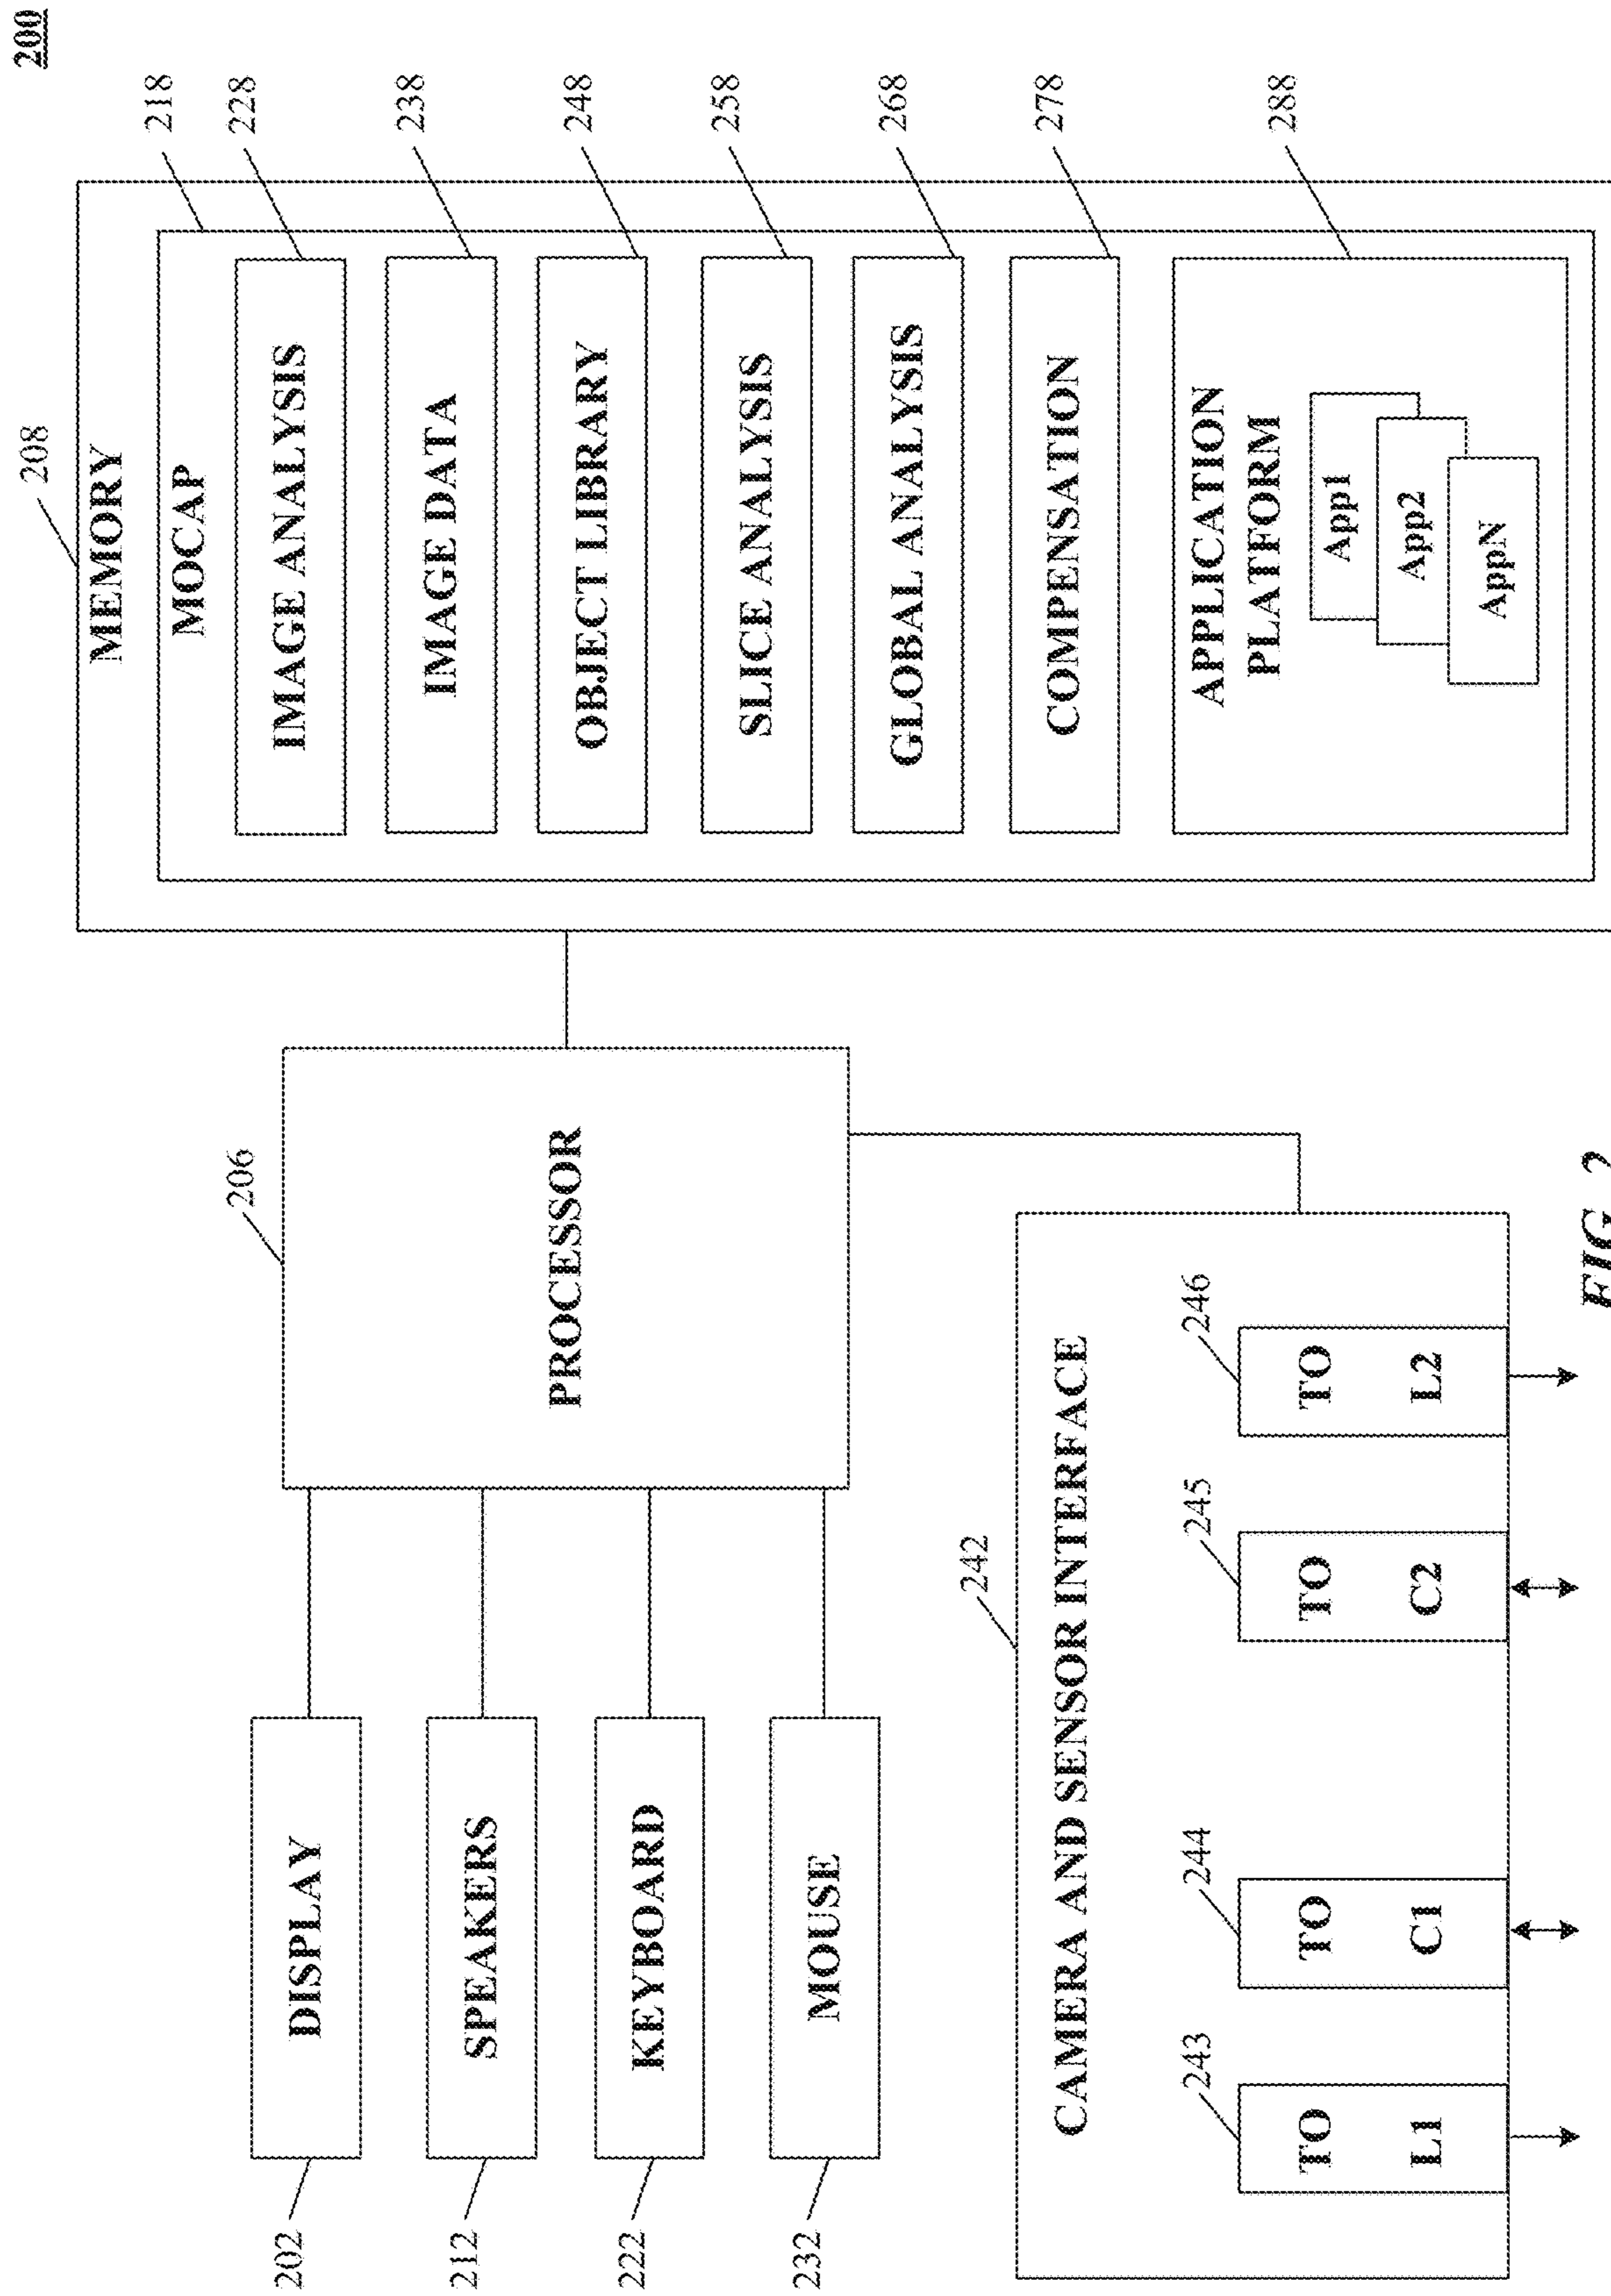 200
208
MEMORY
218
MOCAP
228
IMAGE ANALYSIS
238
IMAGE DATA
248
OBJECT LIBRARY
258
SLICE ANALYSIS
268
GLOBAL ANALYSIS
278
COMPENSATION
288
APPLICATION
PLATFORM
App1
App2
AppN
206
PROCESSOR
202
DISPLAY
212
SPEAKERS
222
KEYBOARD
232
MOUSE
242
CAMERA AND SENSOR INTERFACE
243
TO
L1
244
TO
C1
245
TO
C2
246
TO
L2
FIG. 2